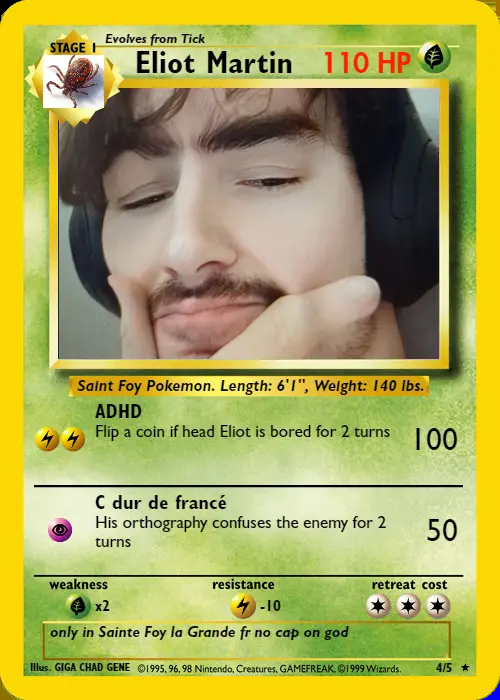 Evolves from Tick
STAGE 1
Eliot Martin 110 HP
Saint Foy Pokemon. Length: 6'1", Weight: 140 lbs.
ADHD
Flip a coin if head Eliot is bored for 2 turns 100
C dur de francé
His orthography confuses the enemy for 2
turns
50
weakness resistance retreat cost
x2 -10
only in Sainte Foy la Grande fr no cap on god
Illus. GIGA CHAD GENE ©1995, 96, 98 Nintendo, Creatures, GAMEFREAK. ©1999 Wizards. 4/5 ★